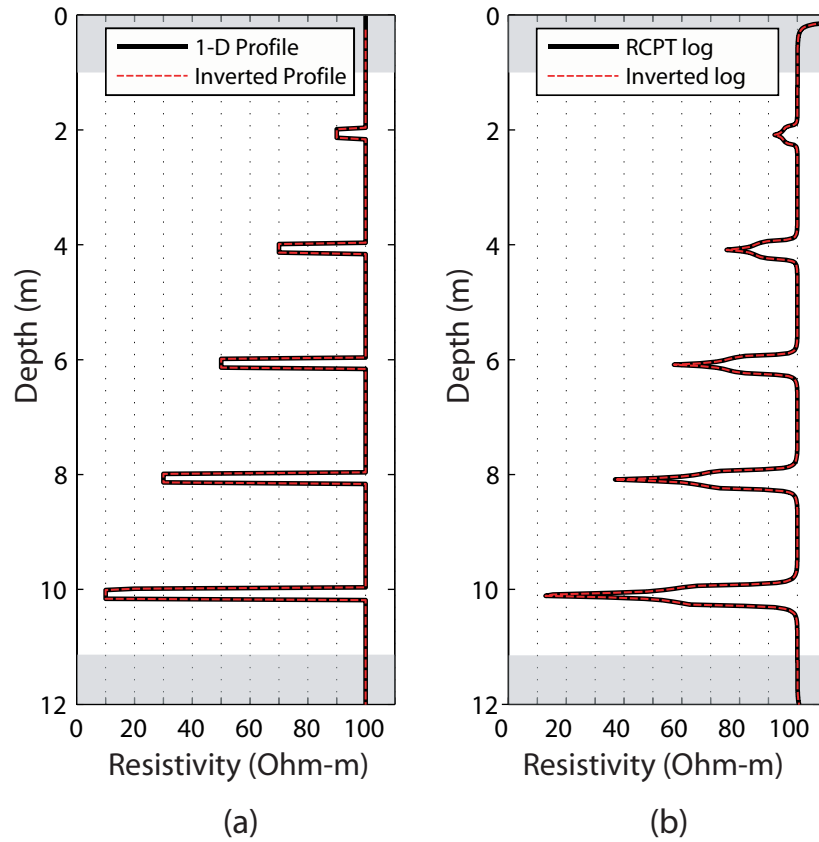 1-D Profile
Inverted Profile
0
2
4
6
8
10
12
Depth (m)
0 20 40 60 80 100
Resistivity (Ohm-m)
(a)
RCPT log
Inverted log
0
2
4
6
8
10
12
Depth (m)
0 20 40 60 80 100
Resistivity (Ohm-m)
(b)